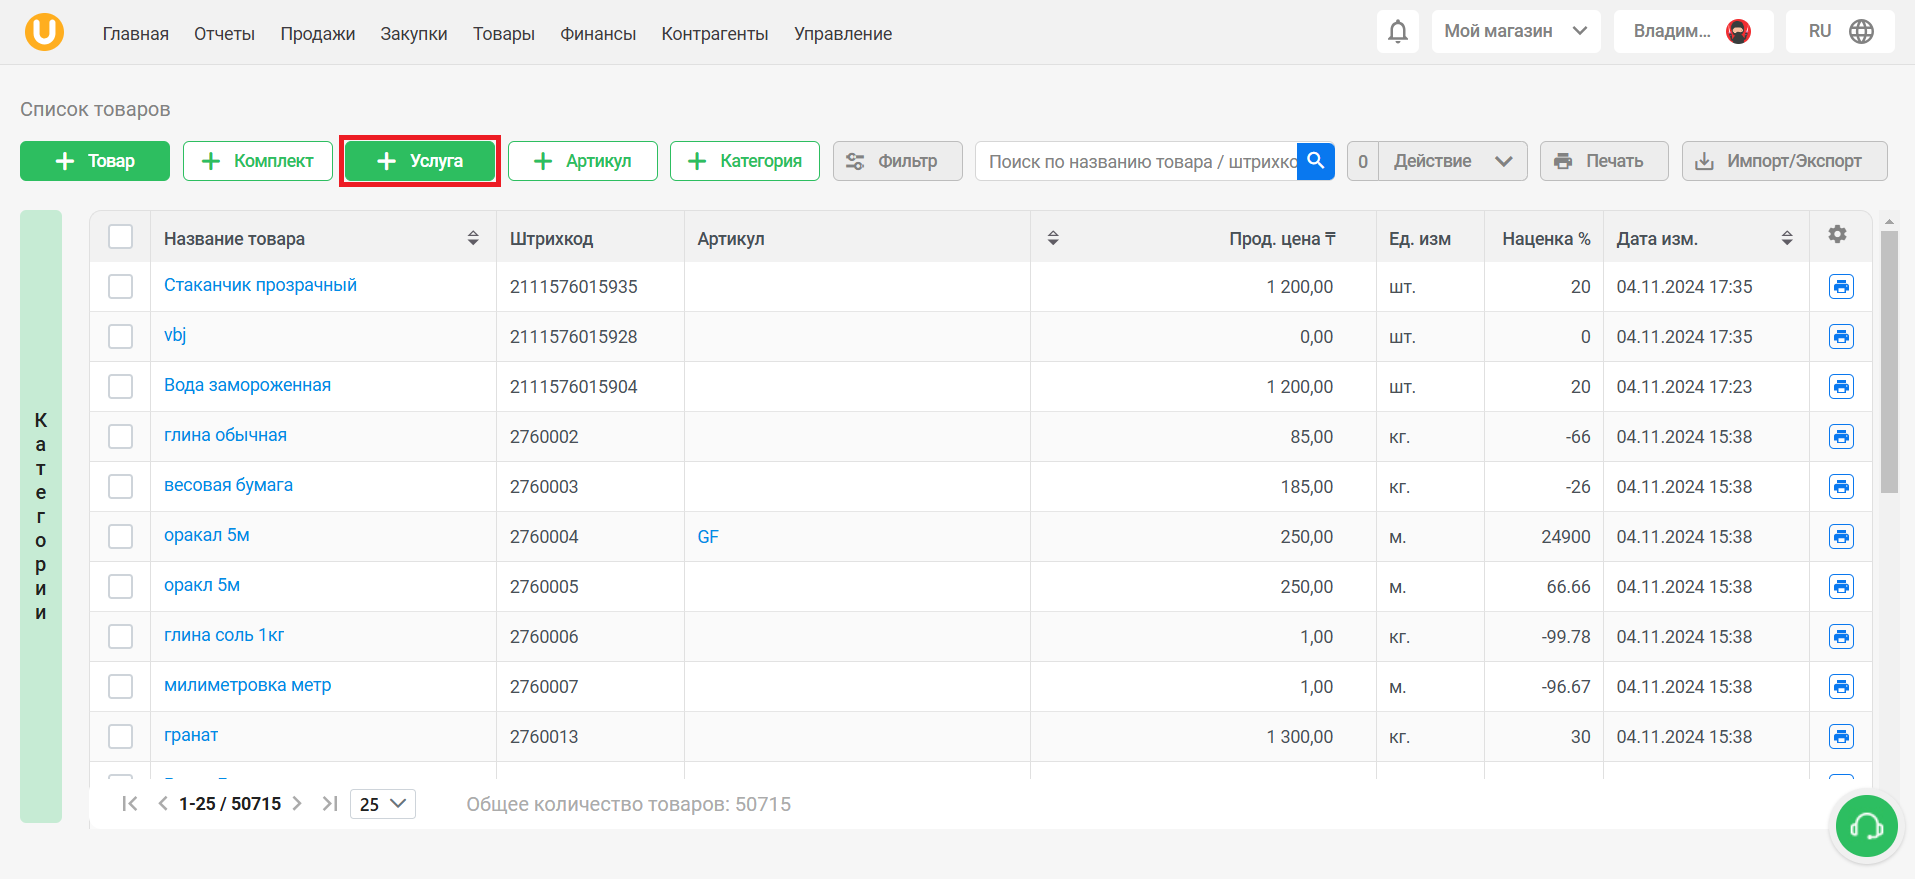 Главная Отчеты Продажи Закупки Товары Финансы Контрагенты Управление Мой магазин Владим... RU
Список товаров
Товар Комплект Услуга Артикул Категория Фильтр Поиск по названию товара / штрихко 0 Действие Печать Импорт/Экспорт
Категории
Название товара Штрихкод Артикул Прод. цена ₸ Ед. изм Наценка % Дата изм.
Стаканчик прозрачный 2111576015935 1 200,00 шт. 20 04.11.2024 17:35
vbj 2111576015928 0,00 шт. 0 04.11.2024 17:35
Вода замороженная 2111576015904 1 200,00 шт. 20 04.11.2024 17:23
глина обычная 2760002 85,00 кг. -66 04.11.2024 15:38
весовая бумага 2760003 185,00 кг. -26 04.11.2024 15:38
оракал 5м 2760004 GF 250,00 м. 24900 04.11.2024 15:38
оракл 5м 2760005 250,00 м. 66.66 04.11.2024 15:38
глина соль 1кг 2760006 1,00 кг. -99.78 04.11.2024 15:38
милиметровка метр 2760007 1,00 м. -96.67 04.11.2024 15:38
гранат 2760013 1 300,00 кг. 30 04.11.2024 15:38
1-25 / 50715 25 Общее количество товаров: 50715